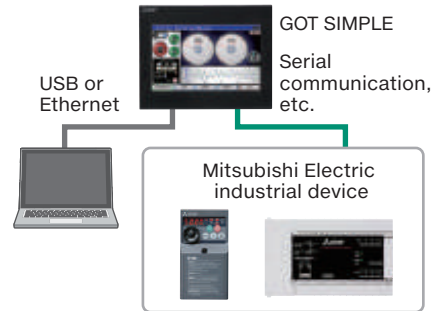 GOT SIMPLE
USB or
Ethernet
Serial
communication,
etc.
Mitsubishi Electric
industrial device